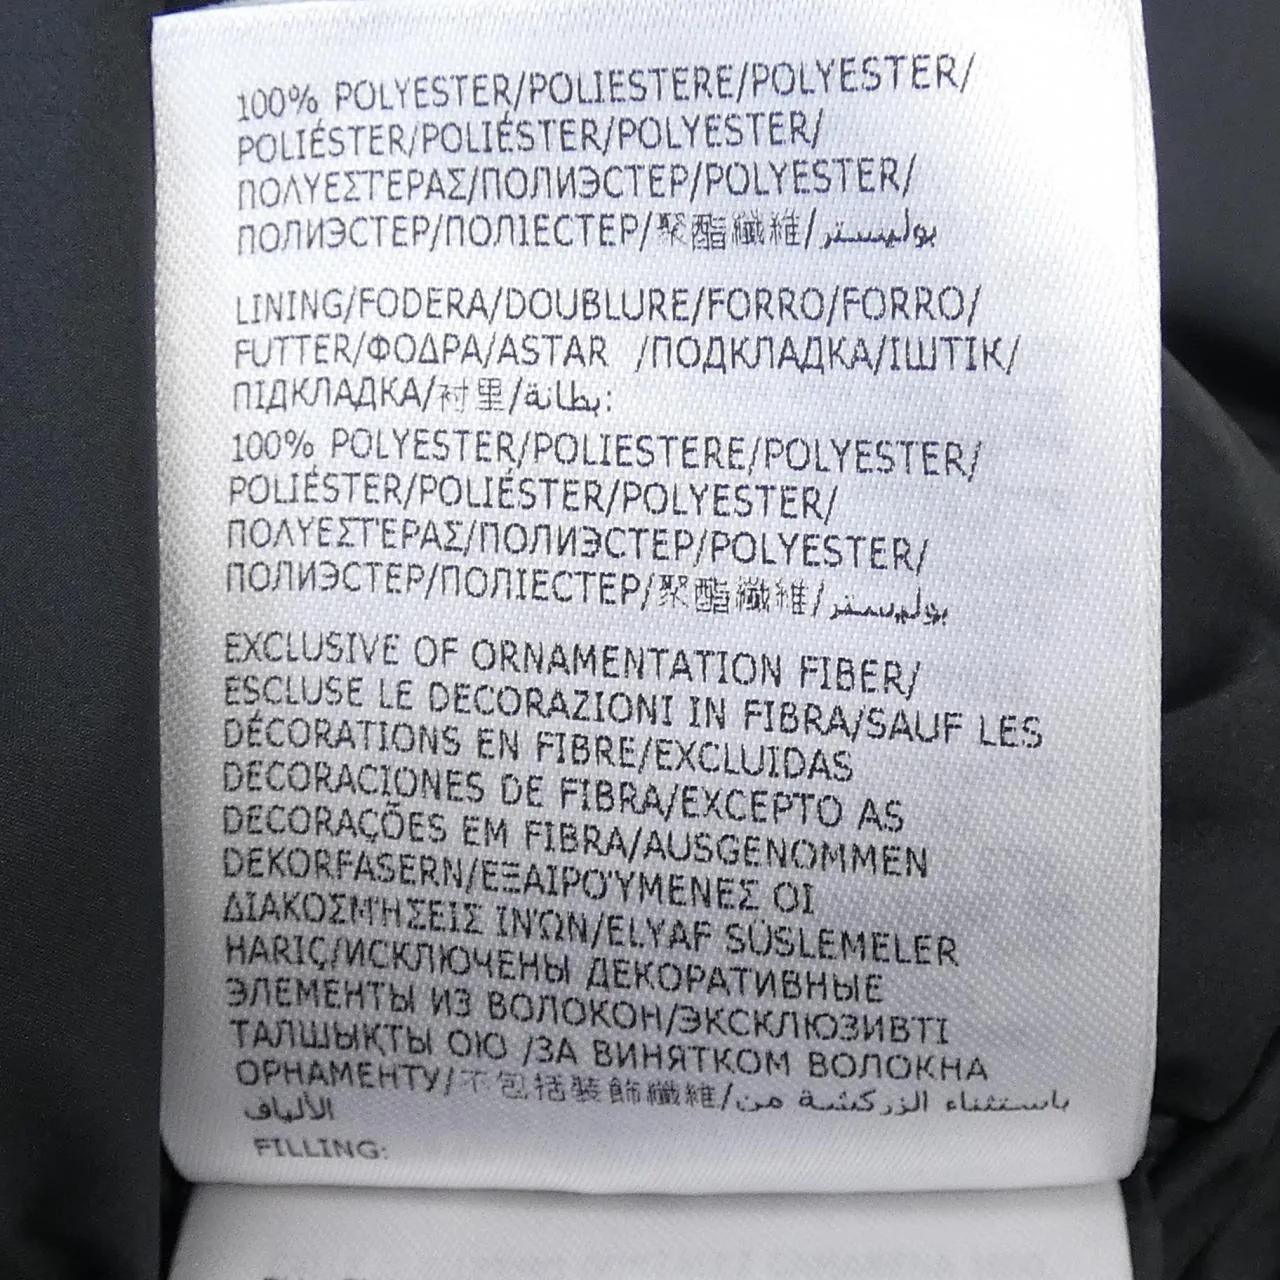 100% POLYESTER/POLIESTERE/POLYESTER/
POLIÉSTER/POLIÉSTER/POLYESTER/
ΠΟΛΥΕΣΤΕΡΑΣ/ПОЛИЭСТЕР/POLYESTER/
ПОЛИЭСТЕР/ПОЛІЕСТЕР/聚酯纖維/بوليستر
LINING/FODERA/DOUBLURE/FORRO/FORRO/
FUTTER/ΦΟΔΡΑ/ASTAR /ПОДКЛАДКА/ІШТІК/
ПІДКЛАДКА/衬里/بطانة:
100% POLYESTER/POLIESTERE/POLYESTER/
POLIÉSTER/POLIÉSTER/POLYESTER/
ΠΟΛΥΕΣΤΕΡΑΣ/ПОЛИЭСТЕР/POLYESTER/
ПОЛИЭСТЕР/ПОЛІЕСТЕР/聚酯纖維/بوليستر
EXCLUSIVE OF ORNAMENTATION FIBER/
ESCLUSE LE DECORAZIONI IN FIBRA/SAUF LES
DÉCORATIONS EN FIBRE/EXCLUIDAS
DECORACIONES DE FIBRA/EXCEPTO AS
DECORAÇÕES EM FIBRA/AUSGENOMMEN
DEKORFASERN/ΕΞΑΙΡΟΎΜΕΝΕΣ ΟΙ
ΔΙΑΚΟΣΜΉΣΕΙΣ ΙΝΏΝ/ELYAF SÜSLEMELER
HARIÇ/ИСКЛЮЧЕНЫ ДЕКОРАТИВНЫЕ
ЭЛЕМЕНТЫ ИЗ ВОЛОКОН/ЭКСКЛЮЗИВТІ
ТАЛШЫҚТЫ ОЮ /ЗА ВИНЯТКОМ ВОЛОКНА
ОРНАМЕНТУ/不包括裝飾纖維/باستثناء الزركشة من
الألياف
FILLING: